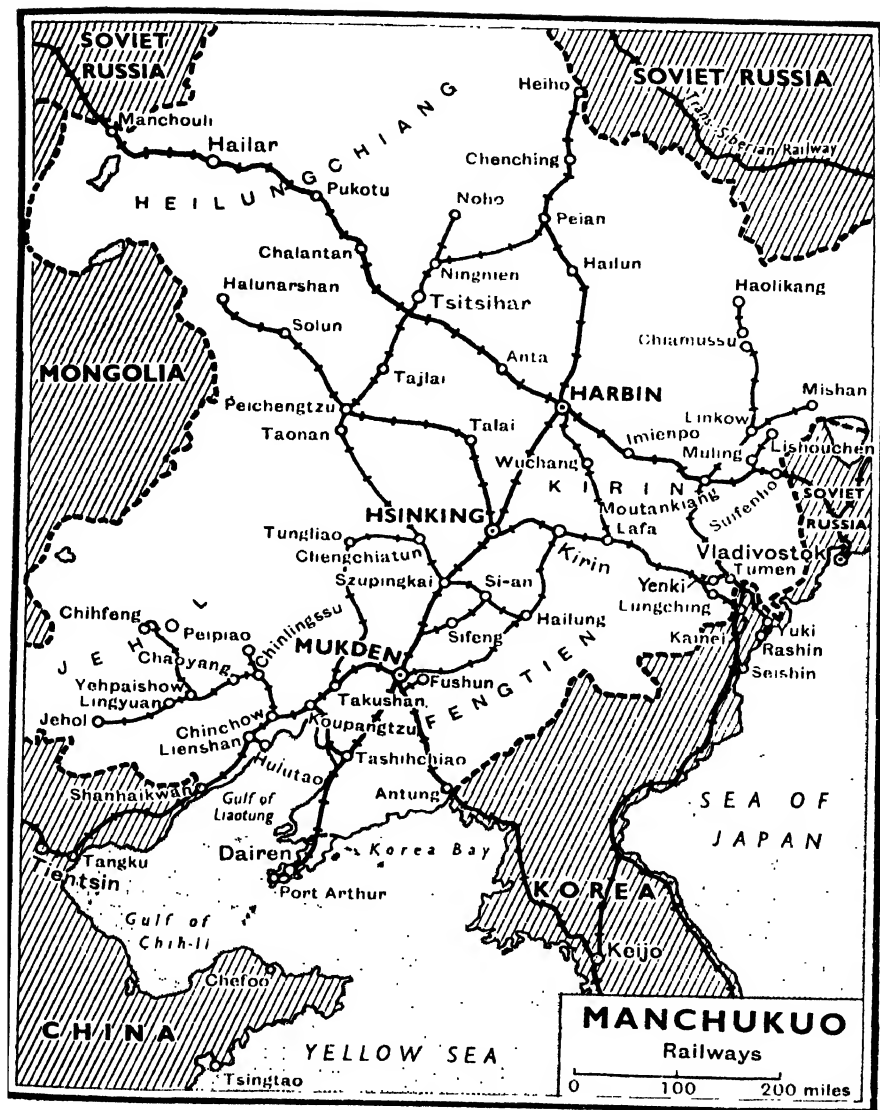 SOVIET
RUSSIA
SOVIET RUSSIA
Trans-Siberian Railway
Heiho
Manchouli
Hailar
HEILUNGCHIANG
Chenching
Pukotu
Noho
Peian
Chalantan
Ningnien
Hailun
Halunarshan
Tsitsihar
Haolikang
Solun
Chiamussu
MONGOLIA
Anta
Tajlai
HARBIN
Mishan
Peichengtzu
Talai
Linkow
Taonan
Imienpo
Lishouchen
Muling
Wuchang
KIRIN
SOVIET
RUSSIA
Moutankiang
Suifenho
HSINKING
Lafa
Tungliao
Kirin
Vladivostok
Chengchiatun
Tumen
Szupingkai
Si-an
Yenki
Lungching
Chihfeng
Peipiao
Chinlingssu
Sifeng
Hailung
Kainei
Yuki
JEHOL
Chaoyang
MUKDEN
FENGTIEN
Rashin
Seishin
Yehpaishow
Fushun
Lingyuan
Takushan
Jehol
Chinchow
Koupangtzu
Lienshan
Hulutao
Tashihchiao
Shanhaikwan
Antung
Gulf of
Liaotung
SEA OF
JAPAN
Dairen
Korea Bay
Tangku
Tientsin
Port Arthur
KOREA
Gulf of
Chih-li
Keijo
Chefoo
CHINA
MANCHUKUO
Railways
YELLOW SEA
Tsingtao
0 100 200 miles